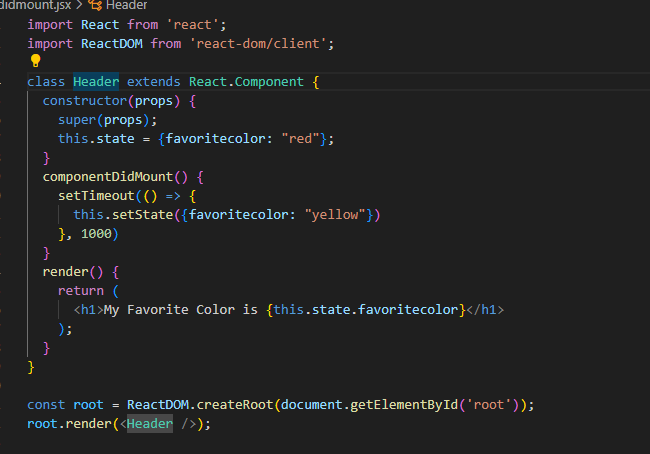 didmount.jsx > Header
import React from 'react';
import ReactDOM from 'react-dom/client';
class Header extends React.Component {
  constructor(props) {
    super(props);
    this.state = {favoritecolor: "red"};
  }
  componentDidMount() {
    setTimeout(() => {
      this.setState({favoritecolor: "yellow"})
    }, 1000)
  }
  render() {
    return (
      <h1>My Favorite Color is {this.state.favoritecolor}</h1>
    );
  }
}
const root = ReactDOM.createRoot(document.getElementById('root'));
root.render(<Header />);